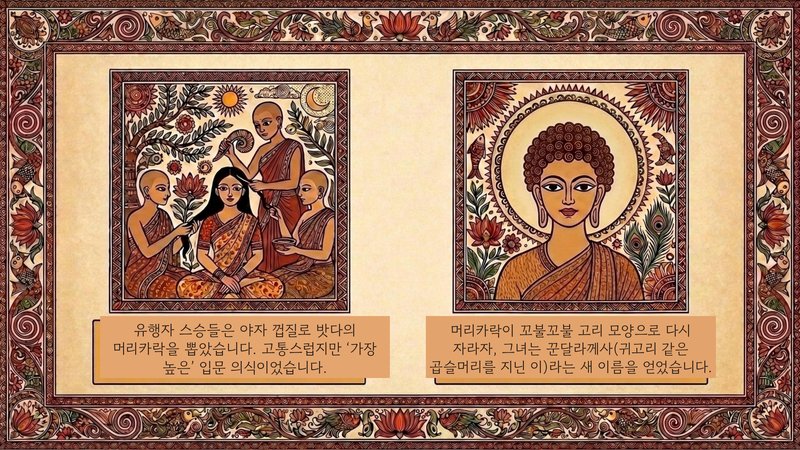 유행자 스승들은 야자 껍질로 밧다의
머리카락을 뽑았습니다. 고통스럽지만 ‘가장
높은’ 입문 의식이었습니다.
머리카락이 꼬불꼬불 고리 모양으로 다시
자라자, 그녀는 꾼달라께사(귀고리 같은
곱슬머리를 지닌 이)라는 새 이름을 얻었습니다.